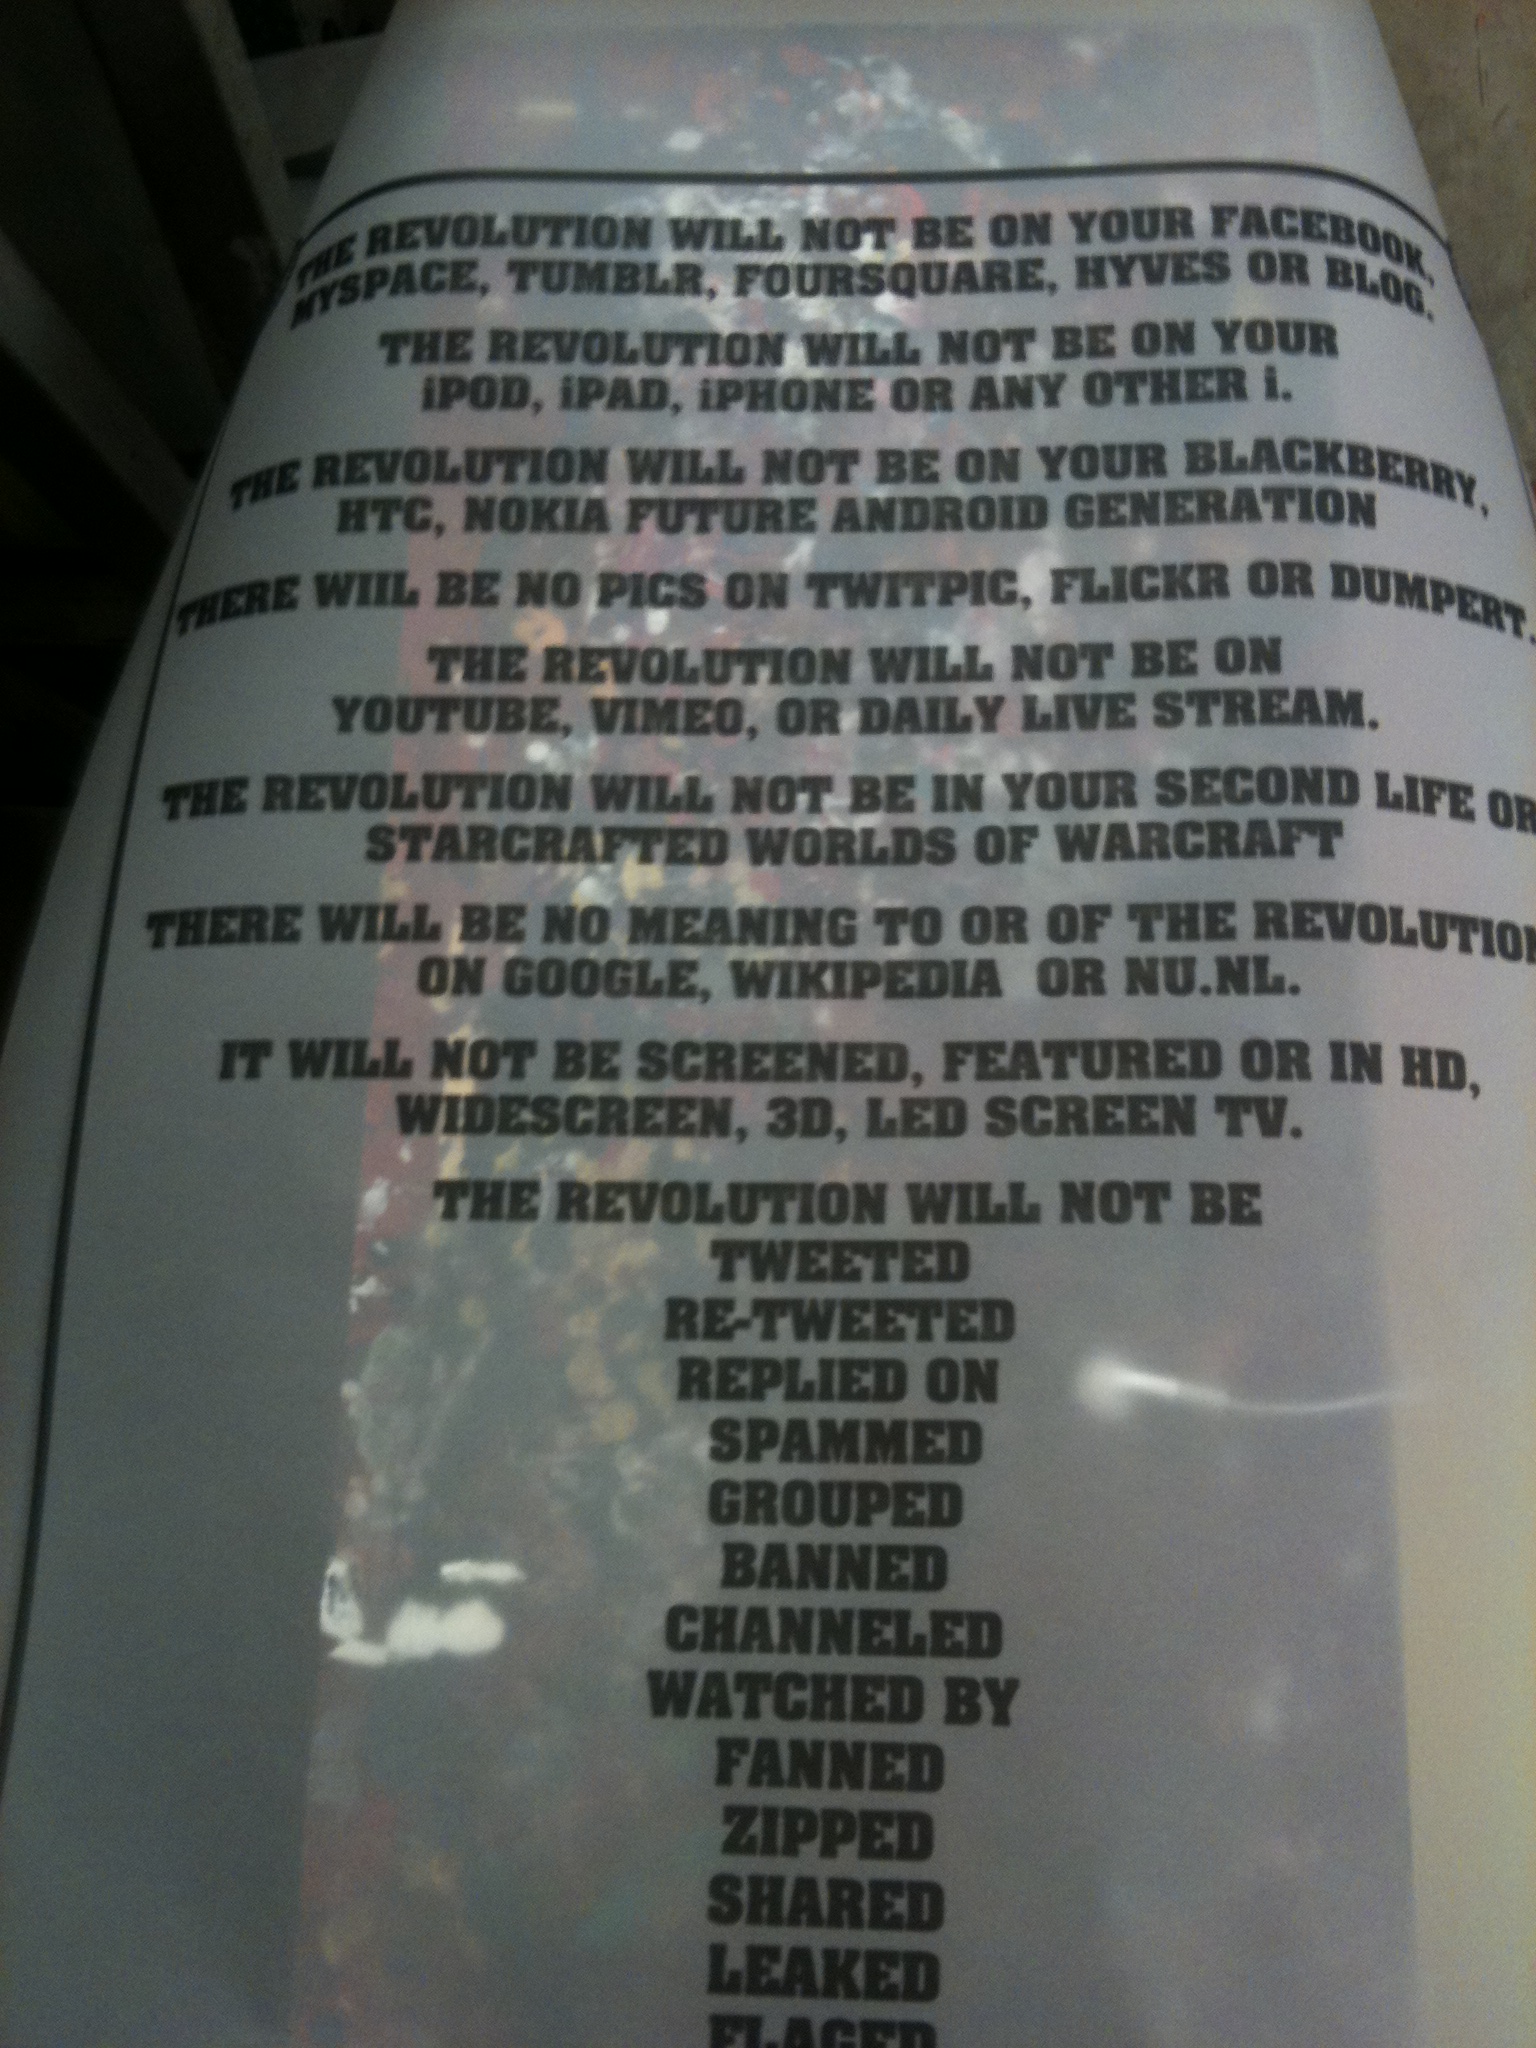 THE REVOLUTION WILL NOT BE ON YOUR FACEBOOK,
MYSPACE, TUMBLR, FOURSQUARE, HYVES OR BLOG.
THE REVOLUTION WILL NOT BE ON YOUR
iPOD, iPAD, iPHONE OR ANY OTHER i.
THE REVOLUTION WILL NOT BE ON YOUR BLACKBERRY,
HTC, NOKIA FUTURE ANDROID GENERATION
THERE WIIL BE NO PICS ON TWITPIC, FLICKR OR DUMPERT.
THE REVOLUTION WILL NOT BE ON
YOUTUBE, VIMEO, OR DAILY LIVE STREAM.
THE REVOLUTION WILL NOT BE IN YOUR SECOND LIFE OR
STARCRAFTED WORLDS OF WARCRAFT
THERE WILL BE NO MEANING TO OR OF THE REVOLUTION
ON GOOGLE, WIKIPEDIA OR NU.NL.
IT WILL NOT BE SCREENED, FEATURED OR IN HD,
WIDESCREEN, 3D, LED SCREEN TV.
THE REVOLUTION WILL NOT BE
TWEETED
RE-TWEETED
REPLIED ON
SPAMMED
GROUPED
BANNED
CHANNELED
WATCHED BY
FANNED
ZIPPED
SHARED
LEAKED
FLAGED